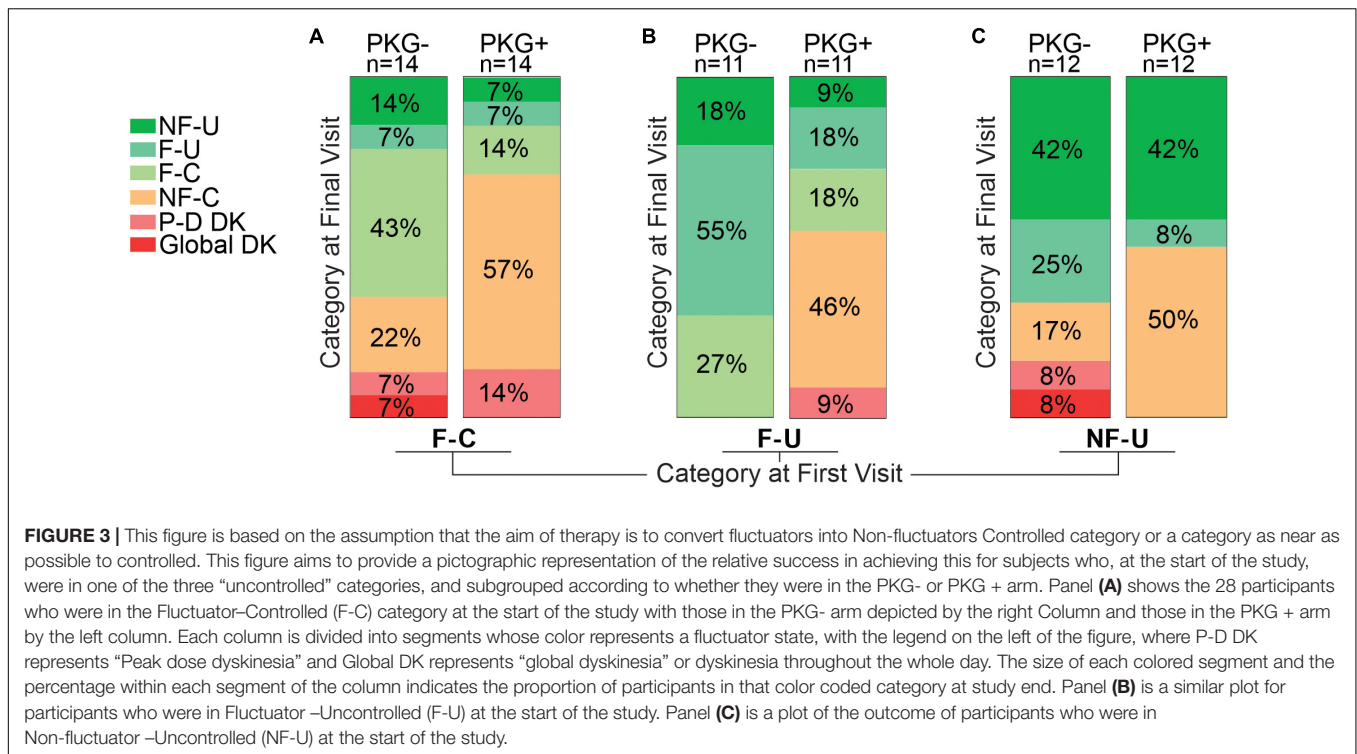 A
PKG-
n=14
PKG+
n=14
B
PKG-
n=11
PKG+
n=11
C
PKG-
n=12
PKG+
n=12
NF-U
F-U
F-C
NF-C
P-D DK
Global DK
Category at Final Visit
14%
7%
43%
22%
7%
7%
7%
7%
14%
57%
14%
F-C
Category at Final Visit
18%
55%
27%
9%
18%
18%
46%
9%
F-U
Category at Final Visit
42%
25%
17%
8%
8%
42%
8%
50%
NF-U
Category at First Visit
FIGURE 3 | This figure is based on the assumption that the aim of therapy is to convert fluctuators into Non-fluctuators Controlled category or a category as near as
possible to controlled. This figure aims to provide a pictographic representation of the relative success in achieving this for subjects who, at the start of the study,
were in one of the three “uncontrolled” categories, and subgrouped according to whether they were in the PKG- or PKG + arm. Panel (A) shows the 28 participants
who were in the Fluctuator–Controlled (F-C) category at the start of the study with those in the PKG- arm depicted by the right Column and those in the PKG + arm
by the left column. Each column is divided into segments whose color represents a fluctuator state, with the legend on the left of the figure, where P-D DK
represents “Peak dose dyskinesia” and Global DK represents “global dyskinesia” or dyskinesia throughout the whole day. The size of each colored segment and the
percentage within each segment of the column indicates the proportion of participants in that color coded category at study end. Panel (B) is a similar plot for
participants who were in Fluctuator –Uncontrolled (F-U) at the start of the study. Panel (C) is a plot of the outcome of participants who were in
Non-fluctuator –Uncontrolled (NF-U) at the start of the study.